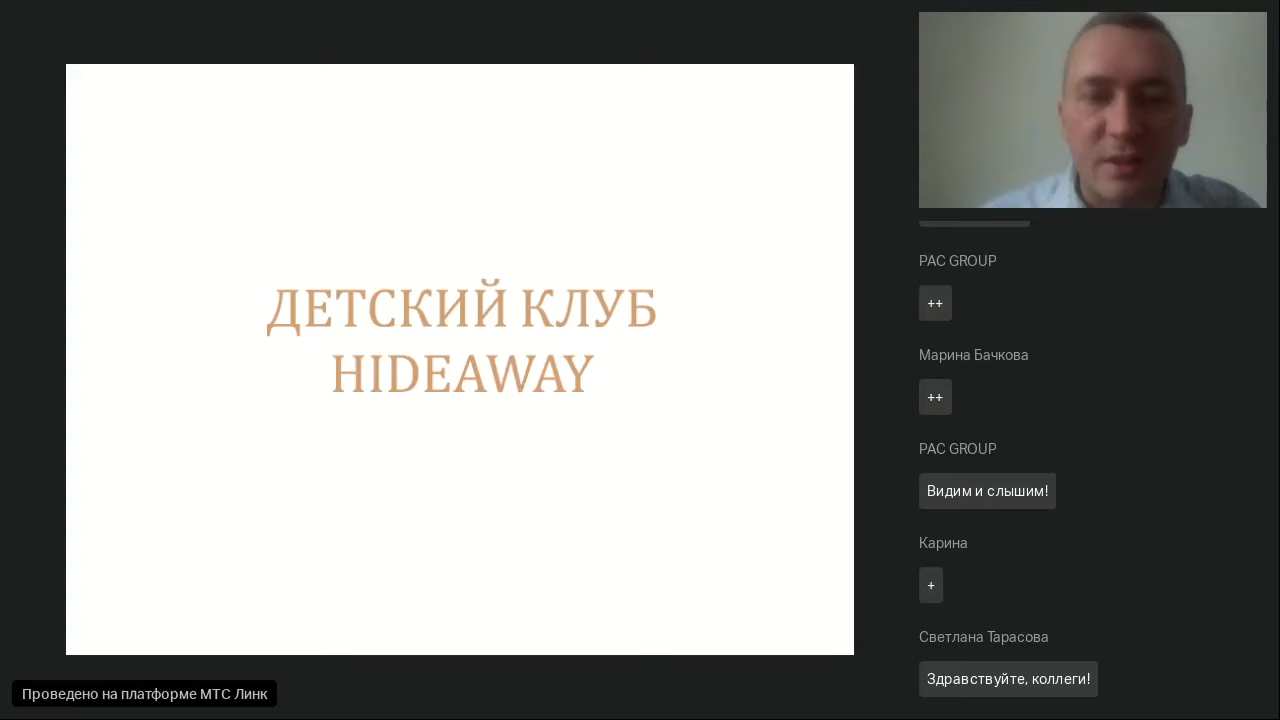 ДЕТСКИЙ КЛУБ
HIDEAWAY
PAC GROUP
++
Марина Бачкова
++
PAC GROUP
Видим и слышим!
Карина
+
Светлана Тарасова
Здравствуйте, коллеги!
Проведено на платформе МТС Линк